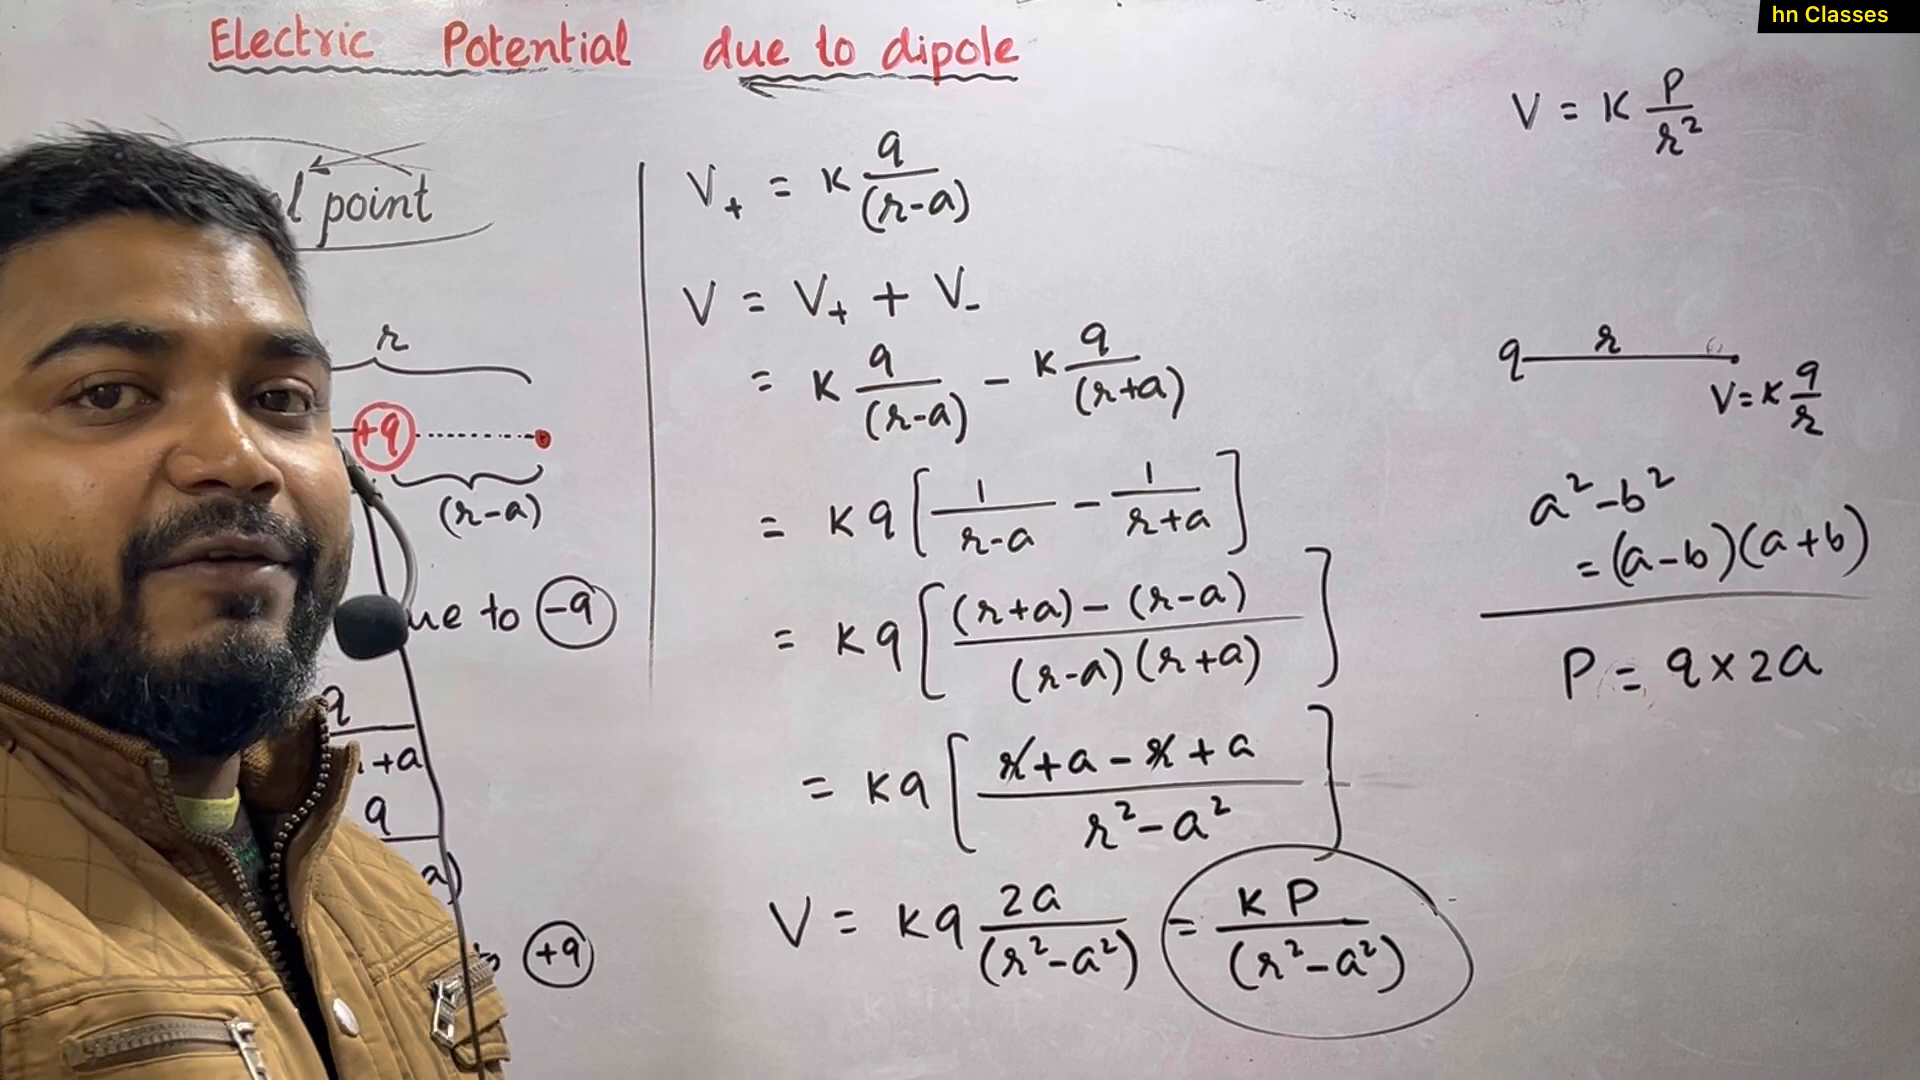 hn Classes
Electric Potential due to dipole
point
r
+q
(r-a)
due to -q
q
+a
q
a)
+q
V₊ = K q/(r-a)
V = V₊ + V₋
= K q/(r-a) - K q/(r+a)
= Kq [1/r-a - 1/r+a]
= Kq [(r+a) - (r-a)/(r-a)(r+a)]
= Kq [r+a-r+a/r²-a²]
V = Kq 2a/(r²-a²) = KP/(r²-a²)
V = K P/r²
q r
V = K q/r
a²-b²
= (a-b)(a+b)
P = q×2a